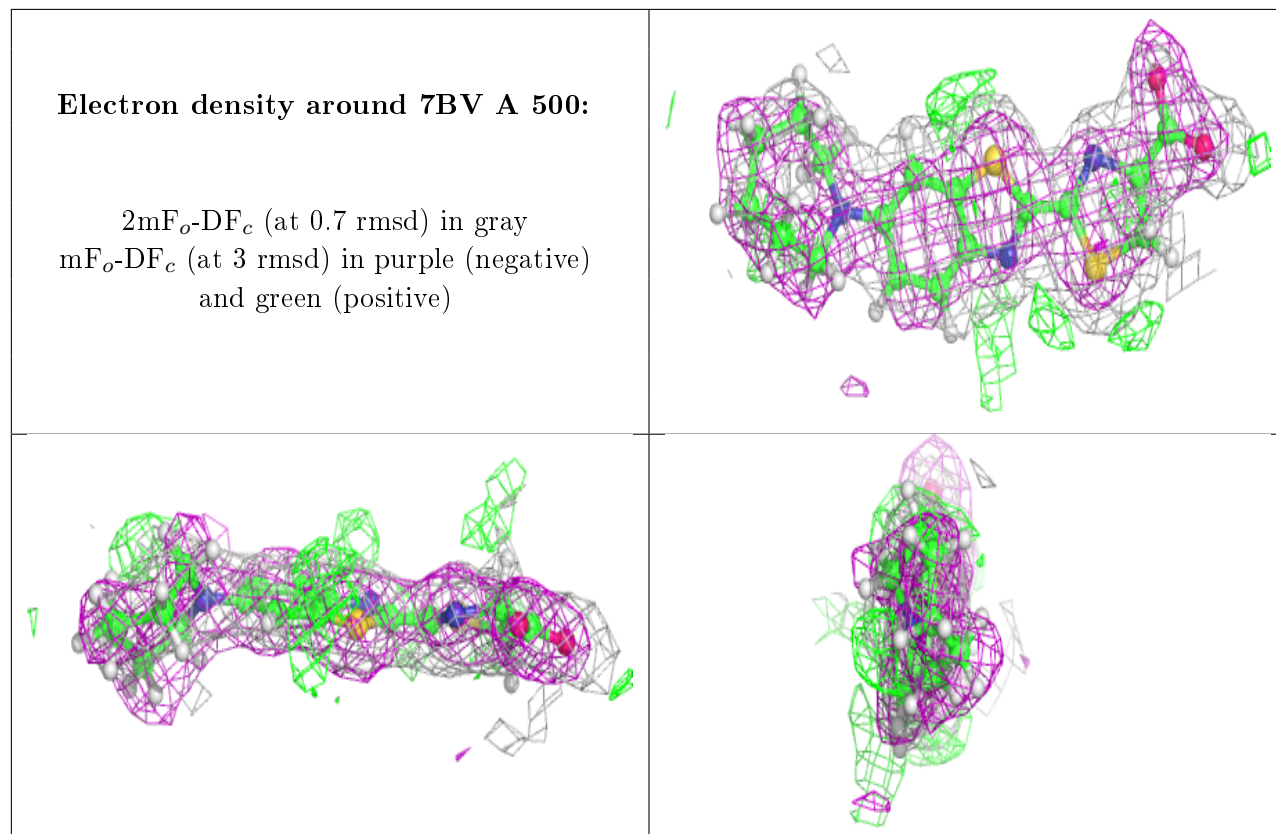 Electron density around 7BV A 500:
2mFₒ-DF𝒸 (at 0.7 rmsd) in gray
mFₒ-DF𝒸 (at 3 rmsd) in purple (negative)
and green (positive)